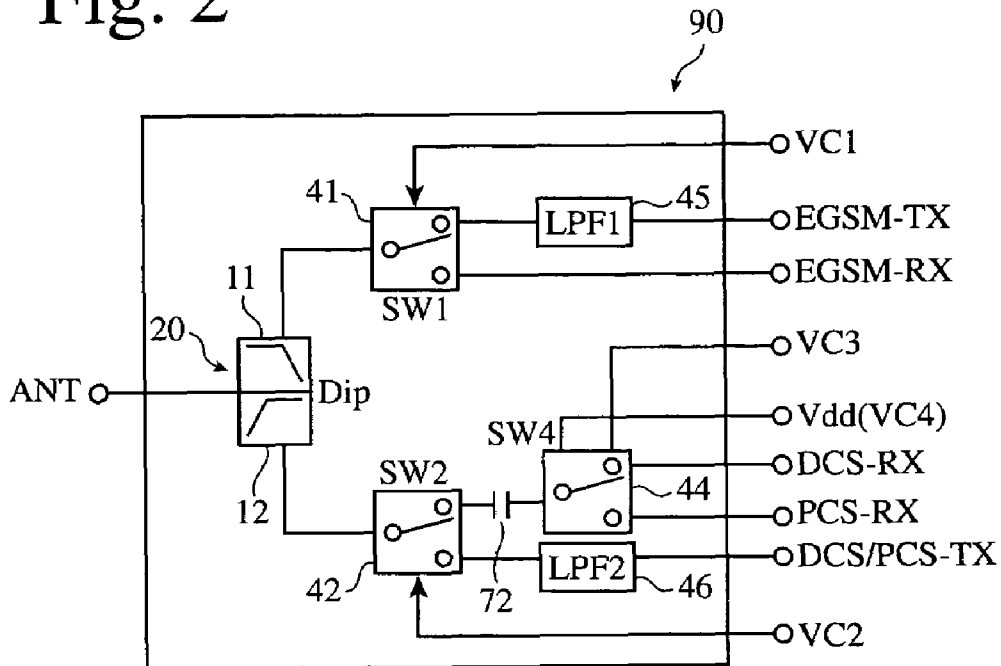 Fig. 2
90
VC1
41
45
LPF1
EGSM-TX
EGSM-RX
SW1
11
20
VC3
ANT
Dip
Vdd(VC4)
SW4
DCS-RX
SW2
44
12
PCS-RX
DCS/PCS-TX
LPF2
42
72
46
VC2